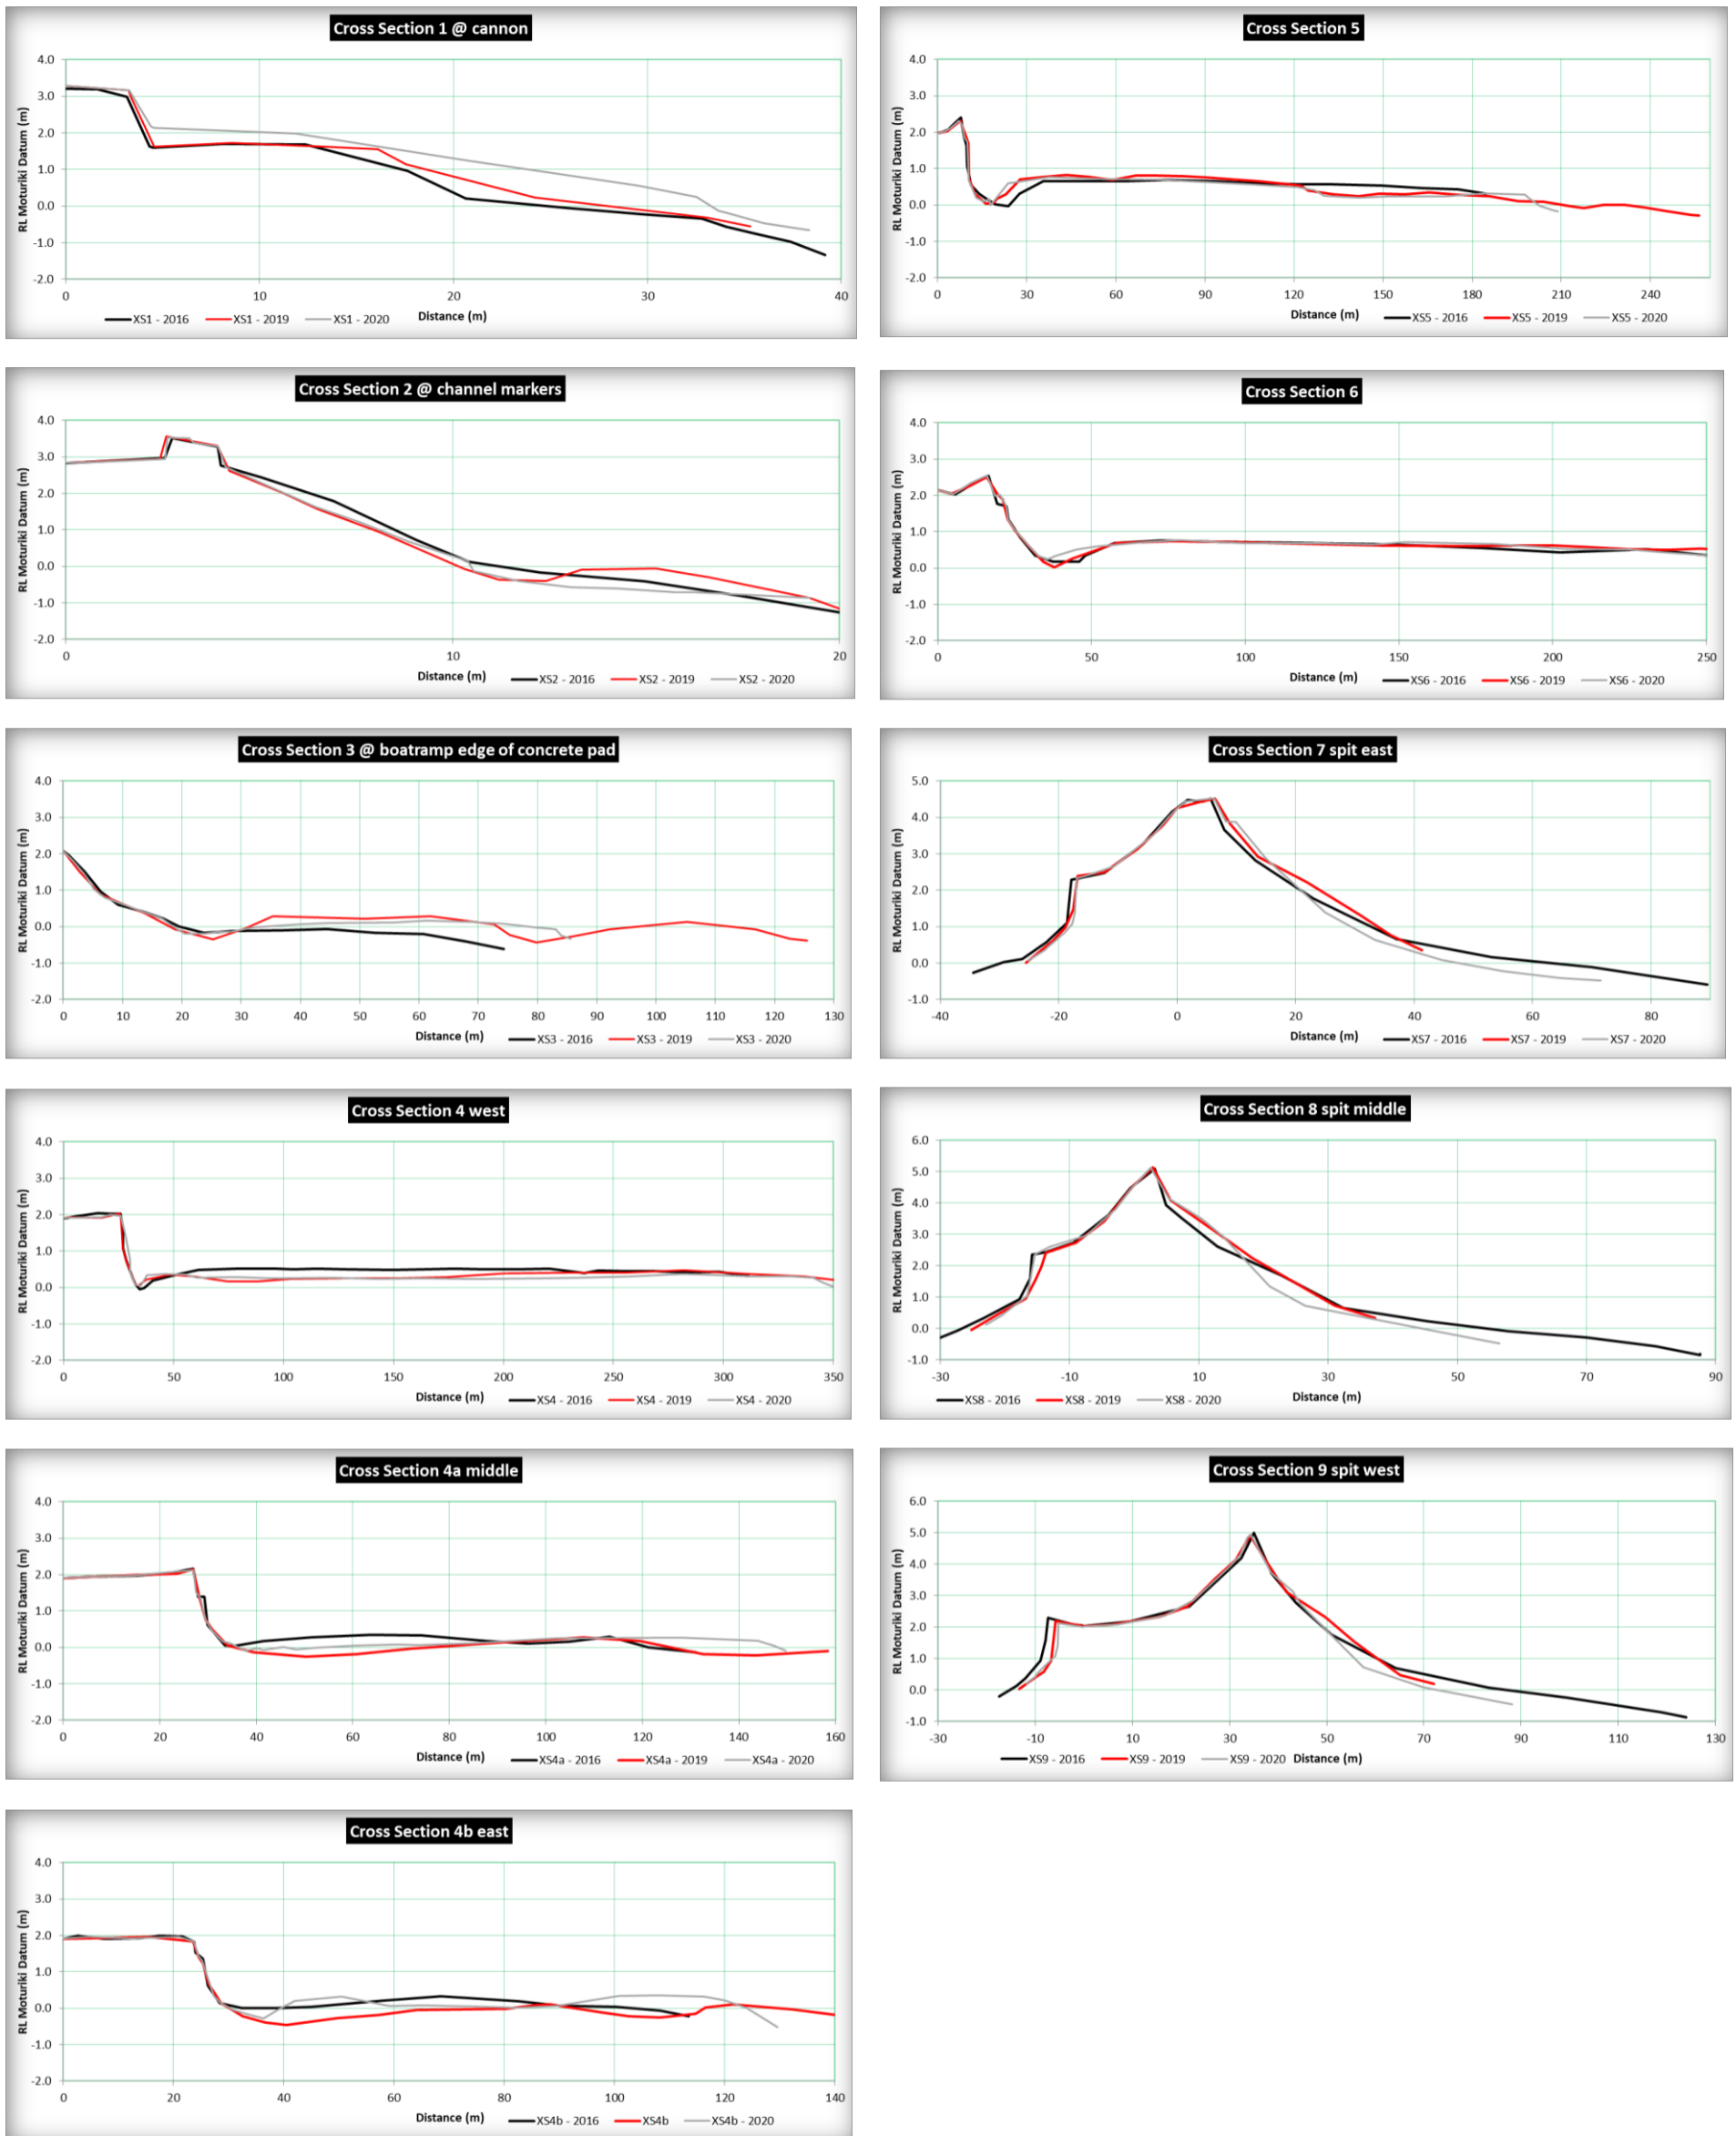 Cross Section 1 @ cannon
RL Moturiki Datum (m)
4.0
3.0
2.0
1.0
0.0
-1.0
-2.0
0 10 20 30 40
Distance (m)
XS1 - 2016 XS1 - 2019 XS1 - 2020
Cross Section 2 @ channel markers
RL Moturiki Datum (m)
4.0
3.0
2.0
1.0
0.0
-1.0
-2.0
0 10 20
Distance (m)
XS2 - 2016 XS2 - 2019 XS2 - 2020
Cross Section 3 @ boatramp edge of concrete pad
RL Moturiki Datum (m)
4.0
3.0
2.0
1.0
0.0
-1.0
-2.0
0 10 20 30 40 50 60 70 80 90 100 110 120 130
Distance (m)
XS3 - 2016 XS3 - 2019 XS3 - 2020
Cross Section 4 west
RL Moturiki Datum (m)
4.0
3.0
2.0
1.0
0.0
-1.0
-2.0
0 50 100 150 200 250 300 350
Distance (m)
XS4 - 2016 XS4 - 2019 XS4 - 2020
Cross Section 4a middle
RL Moturiki Datum (m)
4.0
3.0
2.0
1.0
0.0
-1.0
-2.0
0 20 40 60 80 100 120 140 160
Distance (m)
XS4a - 2016 XS4a - 2019 XS4a - 2020
Cross Section 4b east
RL Moturiki Datum (m)
4.0
3.0
2.0
1.0
0.0
-1.0
-2.0
0 20 40 60 80 100 120 140
Distance (m)
XS4b - 2016 XS4b XS4b - 2020
Cross Section 5
RL Moturiki Datum (m)
4.0
3.0
2.0
1.0
0.0
-1.0
-2.0
0 30 60 90 120 150 180 210 240
Distance (m)
XS5 - 2016 XS5 - 2019 XS5 - 2020
Cross Section 6
RL Moturiki Datum (m)
4.0
3.0
2.0
1.0
0.0
-1.0
-2.0
0 50 100 150 200 250
Distance (m)
XS6 - 2016 XS6 - 2019 XS6 - 2020
Cross Section 7 spit east
RL Moturiki Datum (m)
5.0
4.0
3.0
2.0
1.0
0.0
-1.0
-40 -20 0 20 40 60 80
Distance (m)
XS7 - 2016 XS7 - 2019 XS7 - 2020
Cross Section 8 spit middle
RL Moturiki Datum (m)
6.0
5.0
4.0
3.0
2.0
1.0
0.0
-1.0
-30 -10 10 30 50 70 90
XS8 - 2016 XS8 - 2019 XS8 - 2020 Distance (m)
Cross Section 9 spit west
RL Moturiki Datum (m)
6.0
5.0
4.0
3.0
2.0
1.0
0.0
-1.0
-30 -10 10 30 50 70 90 110 130
XS9 - 2016 XS9 - 2019 XS9 - 2020 Distance (m)